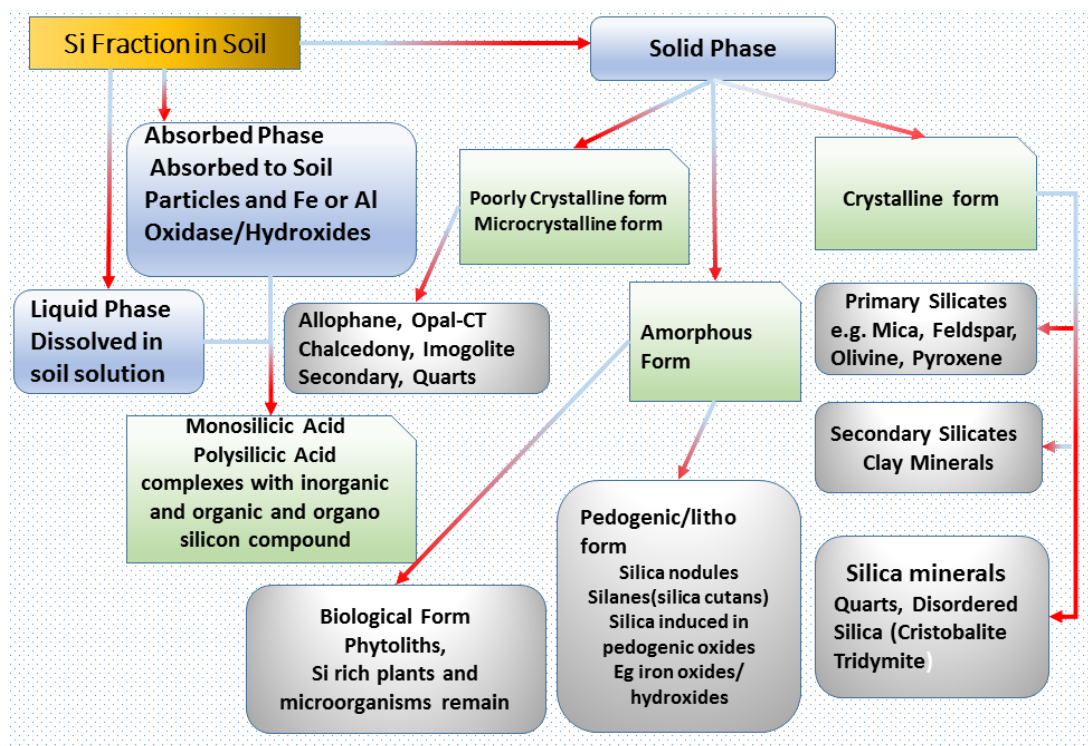 Si Fraction in Soil
Solid Phase
Absorbed Phase
Absorbed to Soil
Particles and Fe or Al
Oxidase/Hydroxides
Poorly Crystalline form
Microcrystalline form
Crystalline form
Liquid Phase
Dissolved in
soil solution
Allophane, Opal-CT
Chalcedony, Imogolite
Secondary, Quarts
Amorphous
Form
Primary Silicates
e.g. Mica, Feldspar,
Olivine, Pyroxene
Monosilicic Acid
Polysilicic Acid
complexes with inorganic
and organic and organo
silicon compound
Secondary Silicates
Clay Minerals
Biological Form
Phytoliths,
Si rich plants and
microorganisms remain
Pedogenic/litho
form
Silica nodules
Silanes(silica cutans)
Silica induced in
pedogenic oxides
Eg iron oxides/
hydroxides
Silica minerals
Quarts, Disordered
Silica (Cristobalite
Tridymite)